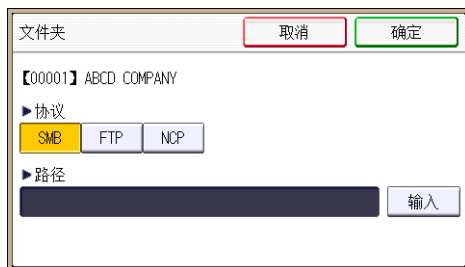 文件夹 取消 确定
【00001】ABCD COMPANY
▶协议
SMB FTP NCP
▶路径
输入